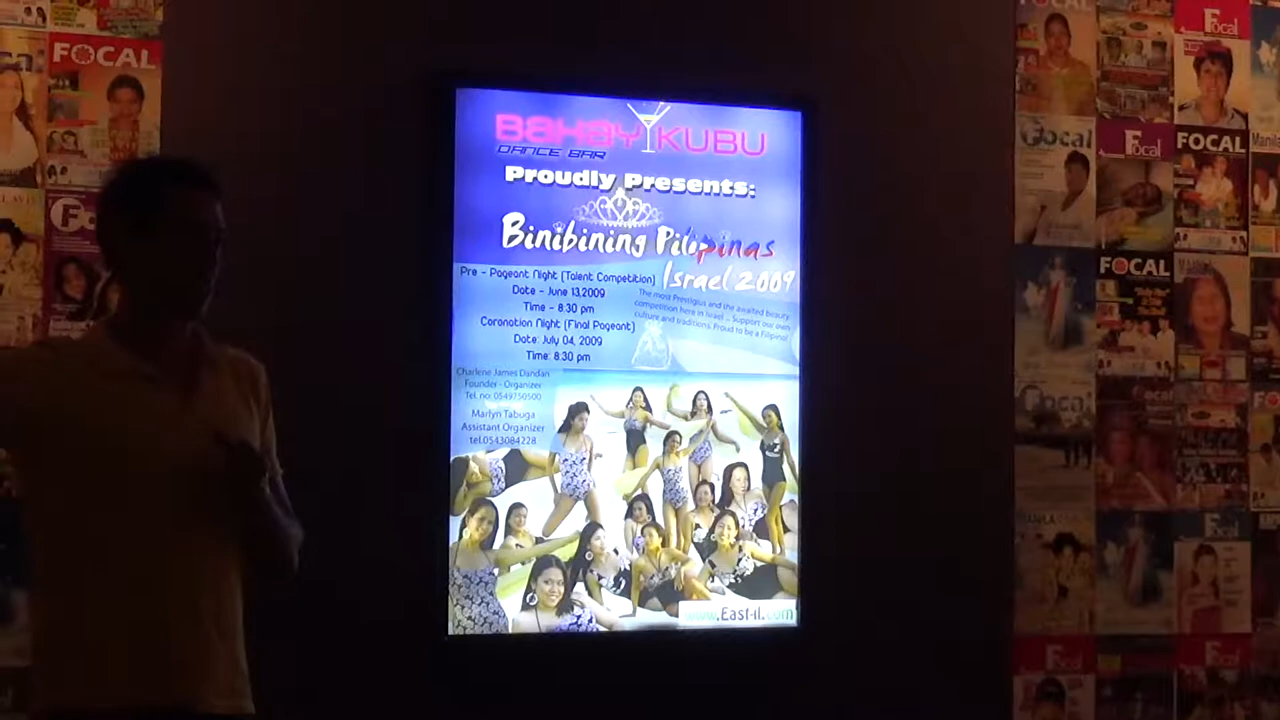 FOCAL
BaHay KUBU
DANCE BAR
Proudly Presents:
Binibining Pilipinas
Israel 2009
Pre - Pageant Night (Talent Competition)
Date - June 13,2009
Time - 8:30 pm
Coronation Night (Final Pageant)
Date: July 04, 2009
Time: 8:30 pm
The most Prestigius and the awaited beauty
competition here in Israel ... Support our own
culture and traditions. Proud to be a Filipino!
Charlene James Dandan
Founder - Organizer
Tel. no: 0549750500
Marlyn Tabuga
Assistant Organizer
tel.0543084228
www.East-il.com
FOCAL
Focal
Focal
Focal
FOCAL
Manila
FOCAL
Focal
Focal
Focal